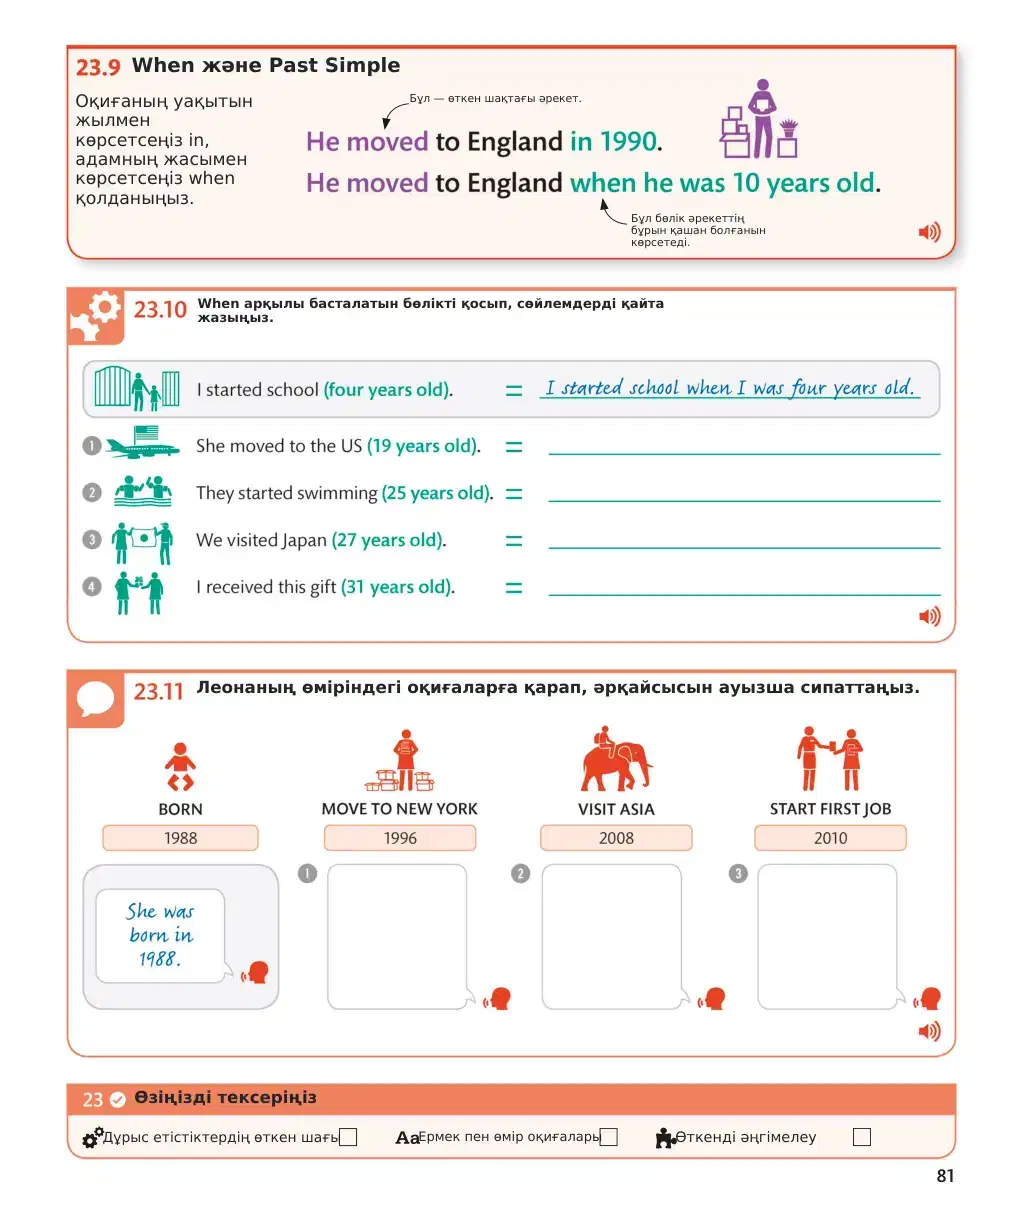 23.9 When және Past Simple
Оқиғаның уақытын
жылмен
көрсетсеңіз in,
адамның жасымен
көрсетсеңіз when
қолданыңыз.
Бұл — өткен шақтағы әрекет.
He moved to England in 1990.
He moved to England when he was 10 years old.
Бұл бөлік әрекеттің
бұрын қашан болғанын
көрсетеді.
23.10 When арқылы басталатын бөлікті қосып, сөйлемдерді қайта
жазыңыз.
I started school (four years old). = I started school when I was four years old.
1 She moved to the US (19 years old). =
2 They started swimming (25 years old). =
3 We visited Japan (27 years old). =
4 I received this gift (31 years old). =
23.11 Леонаның өміріндегі оқиғаларға қарап, әрқайсысын ауызша сипаттаңыз.
BORN MOVE TO NEW YORK VISIT ASIA START FIRST JOB
1988 1996 2008 2010
1 2 3
She was
born in
1988.
23 Өзіңізді тексеріңіз
Дұрыс етістіктердің өткен шағы Aa Ермек пен өмір оқиғалары Өткенді әңгімелеу
81